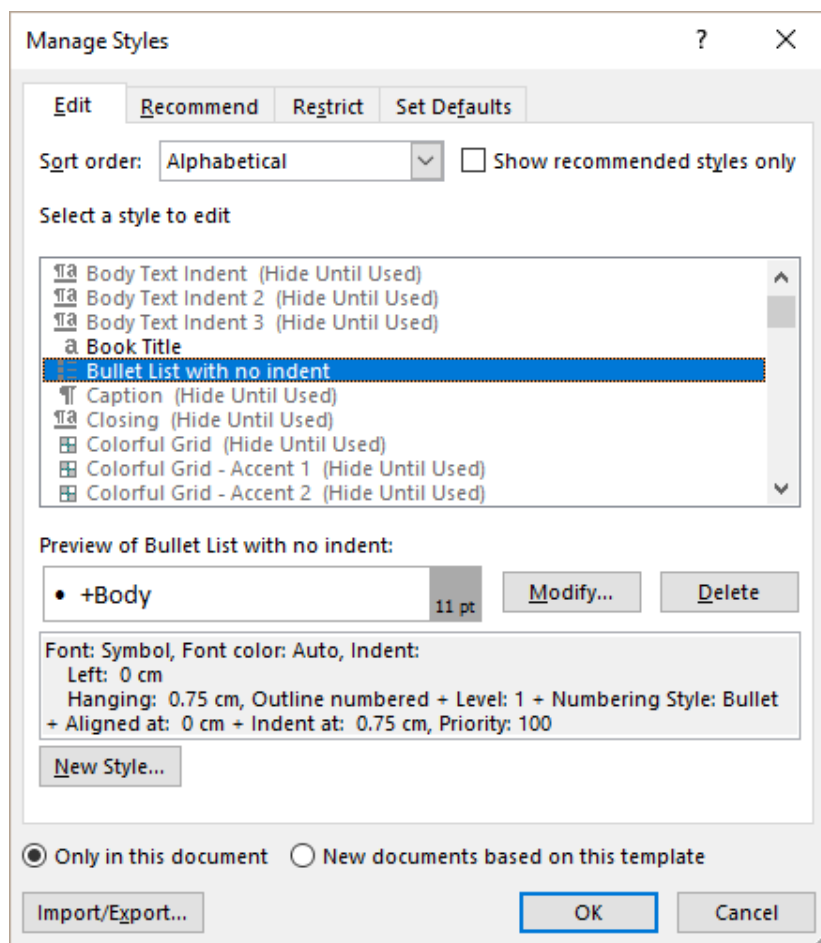 Manage Styles ?
Edit Recommend Restrict Set Defaults
Sort order: Alphabetical Show recommended styles only
Select a style to edit
¶a Body Text Indent (Hide Until Used)
¶a Body Text Indent 2 (Hide Until Used)
¶a Body Text Indent 3 (Hide Until Used)
a Book Title
Bullet List with no indent
¶ Caption (Hide Until Used)
¶a Closing (Hide Until Used)
Colorful Grid (Hide Until Used)
Colorful Grid - Accent 1 (Hide Until Used)
Colorful Grid - Accent 2 (Hide Until Used)
Preview of Bullet List with no indent:
• +Body 11 pt Modify... Delete
Font: Symbol, Font color: Auto, Indent:
Left: 0 cm
Hanging: 0.75 cm, Outline numbered + Level: 1 + Numbering Style: Bullet
+ Aligned at: 0 cm + Indent at: 0.75 cm, Priority: 100
New Style...
Only in this document New documents based on this template
Import/Export... OK Cancel